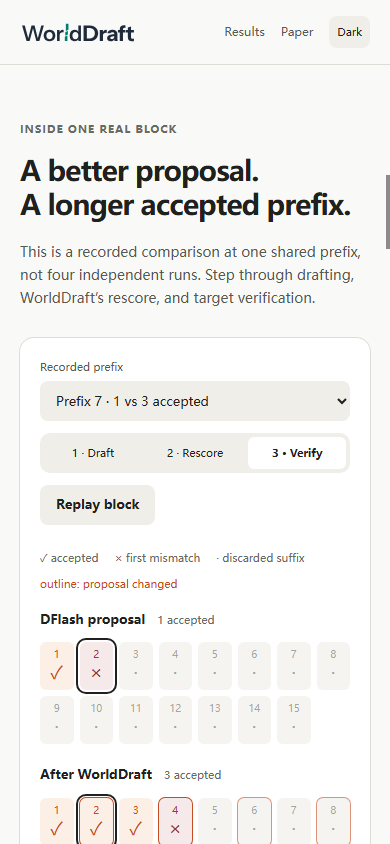 WorldDraft
Results Paper Dark
INSIDE ONE REAL BLOCK
A better proposal.
A longer accepted prefix.
This is a recorded comparison at one shared prefix,
not four independent runs. Step through drafting,
WorldDraft's rescore, and target verification.
Recorded prefix
Prefix 7 · 1 vs 3 accepted
1 · Draft 2 · Rescore 3 • Verify
Replay block
✓ accepted × first mismatch · discarded suffix
outline: proposal changed
DFlash proposal 1 accepted
1 2 3 4 5 6 7 8
✓ × · · · · · ·
9 10 11 12 13 14 15
· · · · · · ·
After WorldDraft 3 accepted
1 2 3 4 5 6 7 8
✓ ✓ ✓ × · · · ·